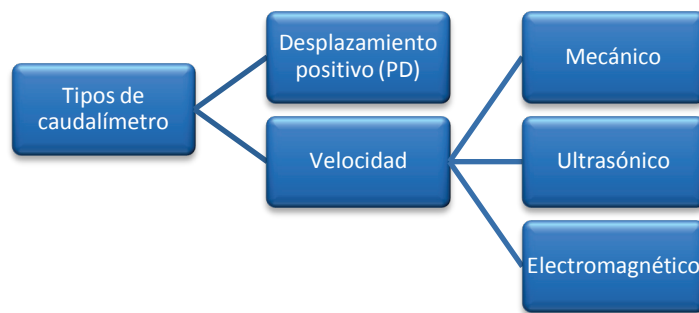 Tipos de
caudalímetro
Desplazamiento
positivo (PD)
Velocidad
Mecánico
Ultrasónico
Electromagnético